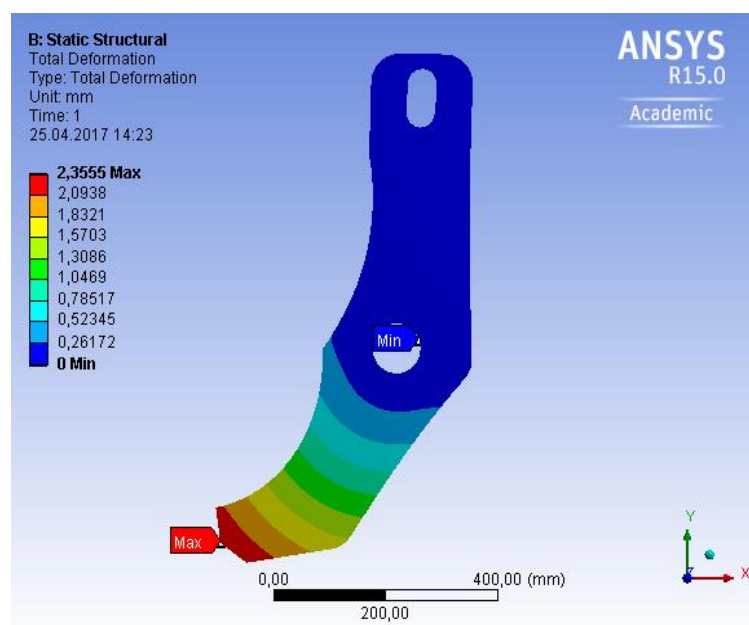 B: Static Structural
Total Deformation
Type: Total Deformation
Unit: mm
Time: 1
25.04.2017 14:23
2,3555 Max
2,0938
1,8321
1,5703
1,3086
1,0469
0,78517
0,52345
0,26172
0 Min
ANSYS
R15.0
Academic
Min
Max
0,00
400,00 (mm)
200,00
Y
Z
X